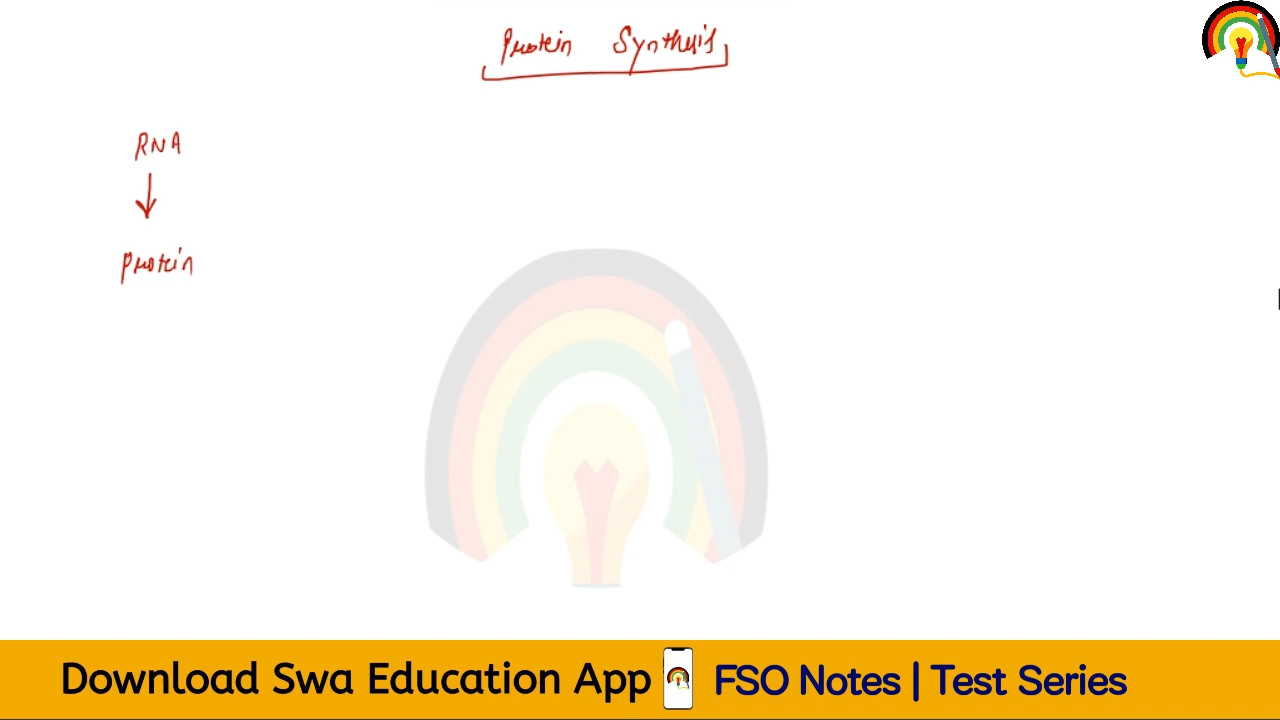 Protein Synthesis
RNA
↓
Protein
Download Swa Education App FSO Notes | Test Series